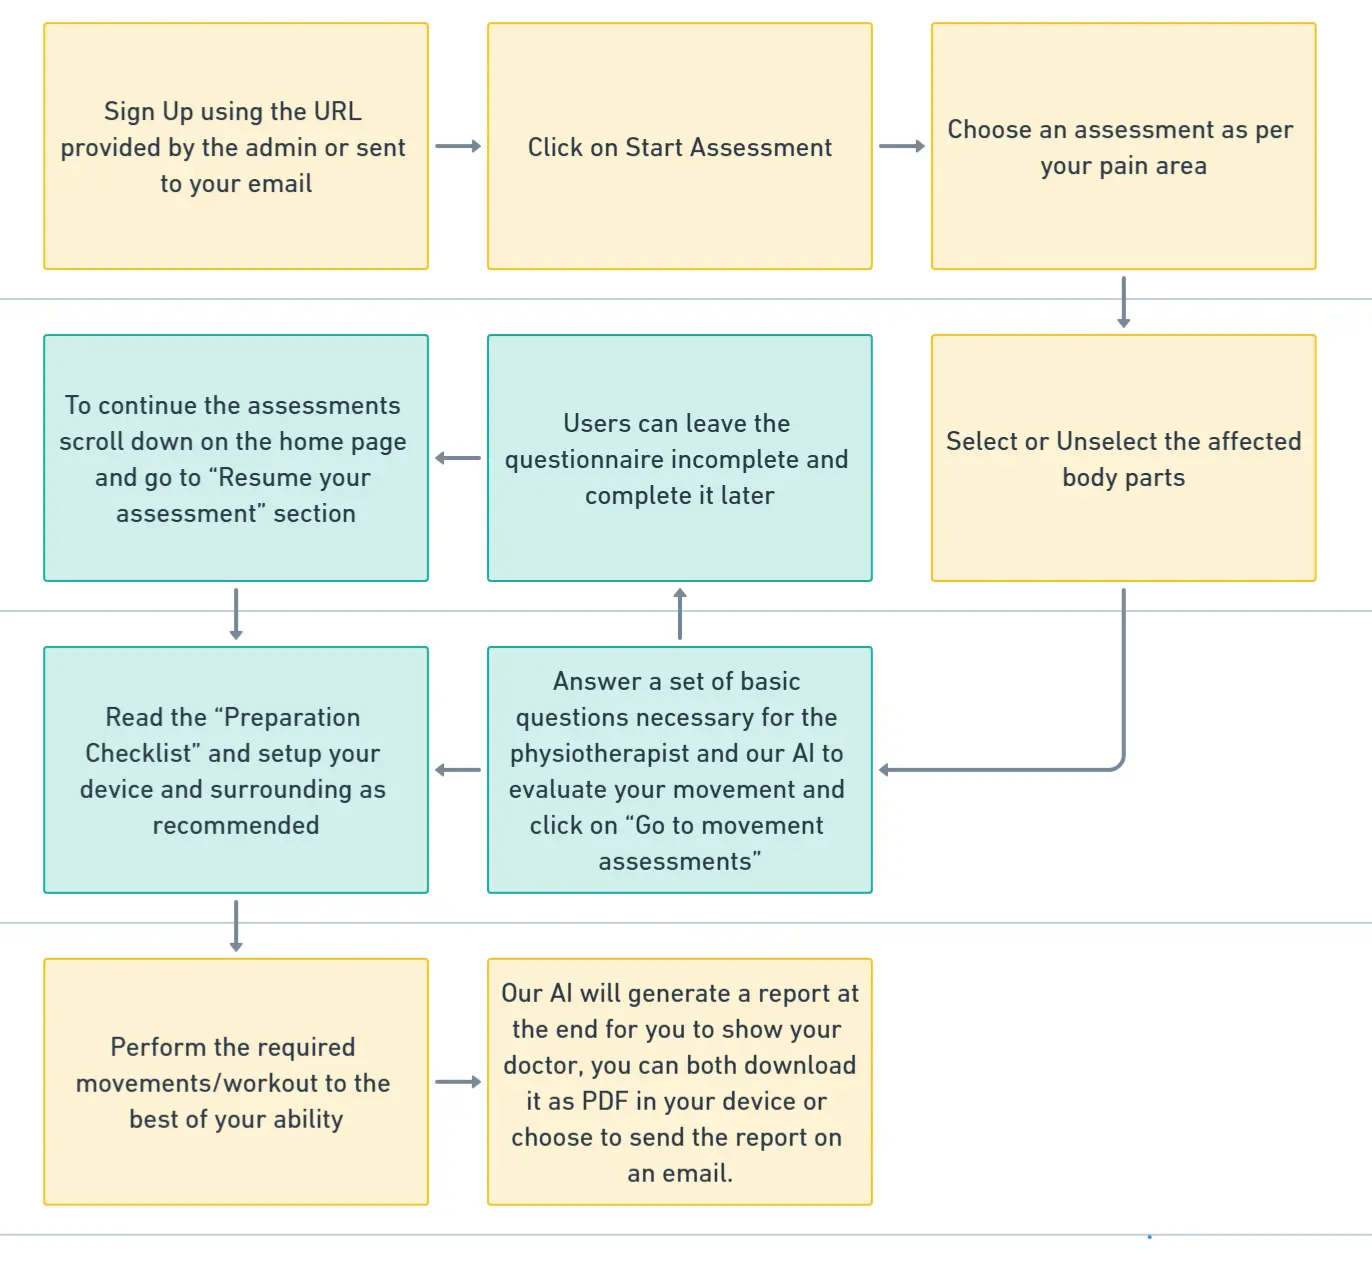 Sign Up using the URL
provided by the admin or sent
to your email
Click on Start Assessment
Choose an assessment as per
your pain area
To continue the assessments
scroll down on the home page
and go to “Resume your
assessment” section
Users can leave the
questionnaire incomplete and
complete it later
Select or Unselect the affected
body parts
Read the “Preparation
Checklist” and setup your
device and surrounding as
recommended
Answer a set of basic
questions necessary for the
physiotherapist and our AI to
evaluate your movement and
click on “Go to movement
assessments”
Perform the required
movements/workout to the
best of your ability
Our AI will generate a report at
the end for you to show your
doctor, you can both download
it as PDF in your device or
choose to send the report on
an email.